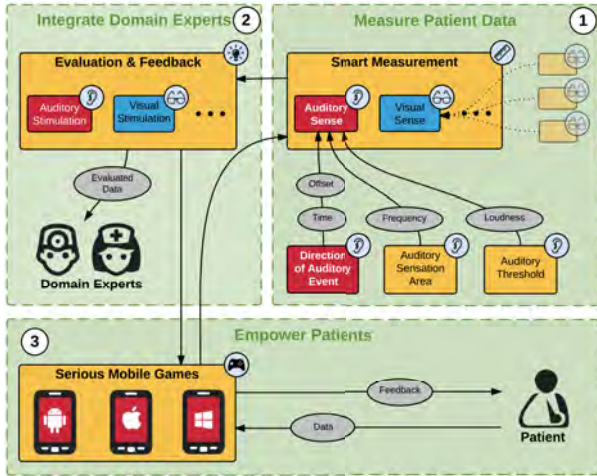 Integrate Domain Experts
2
Evaluation & Feedback
Auditory
Stimulation
Visual
Stimulation
Evaluated
Data
Domain Experts
Measure Patient Data
1
Smart Measurement
Auditory
Sense
Visual
Sense
Offset
Time
Frequency
Loudness
Direction
of Auditory
Event
Auditory
Sensation
Area
Auditory
Threshold
3
Empower Patients
Serious Mobile Games
Feedback
Data
Patient